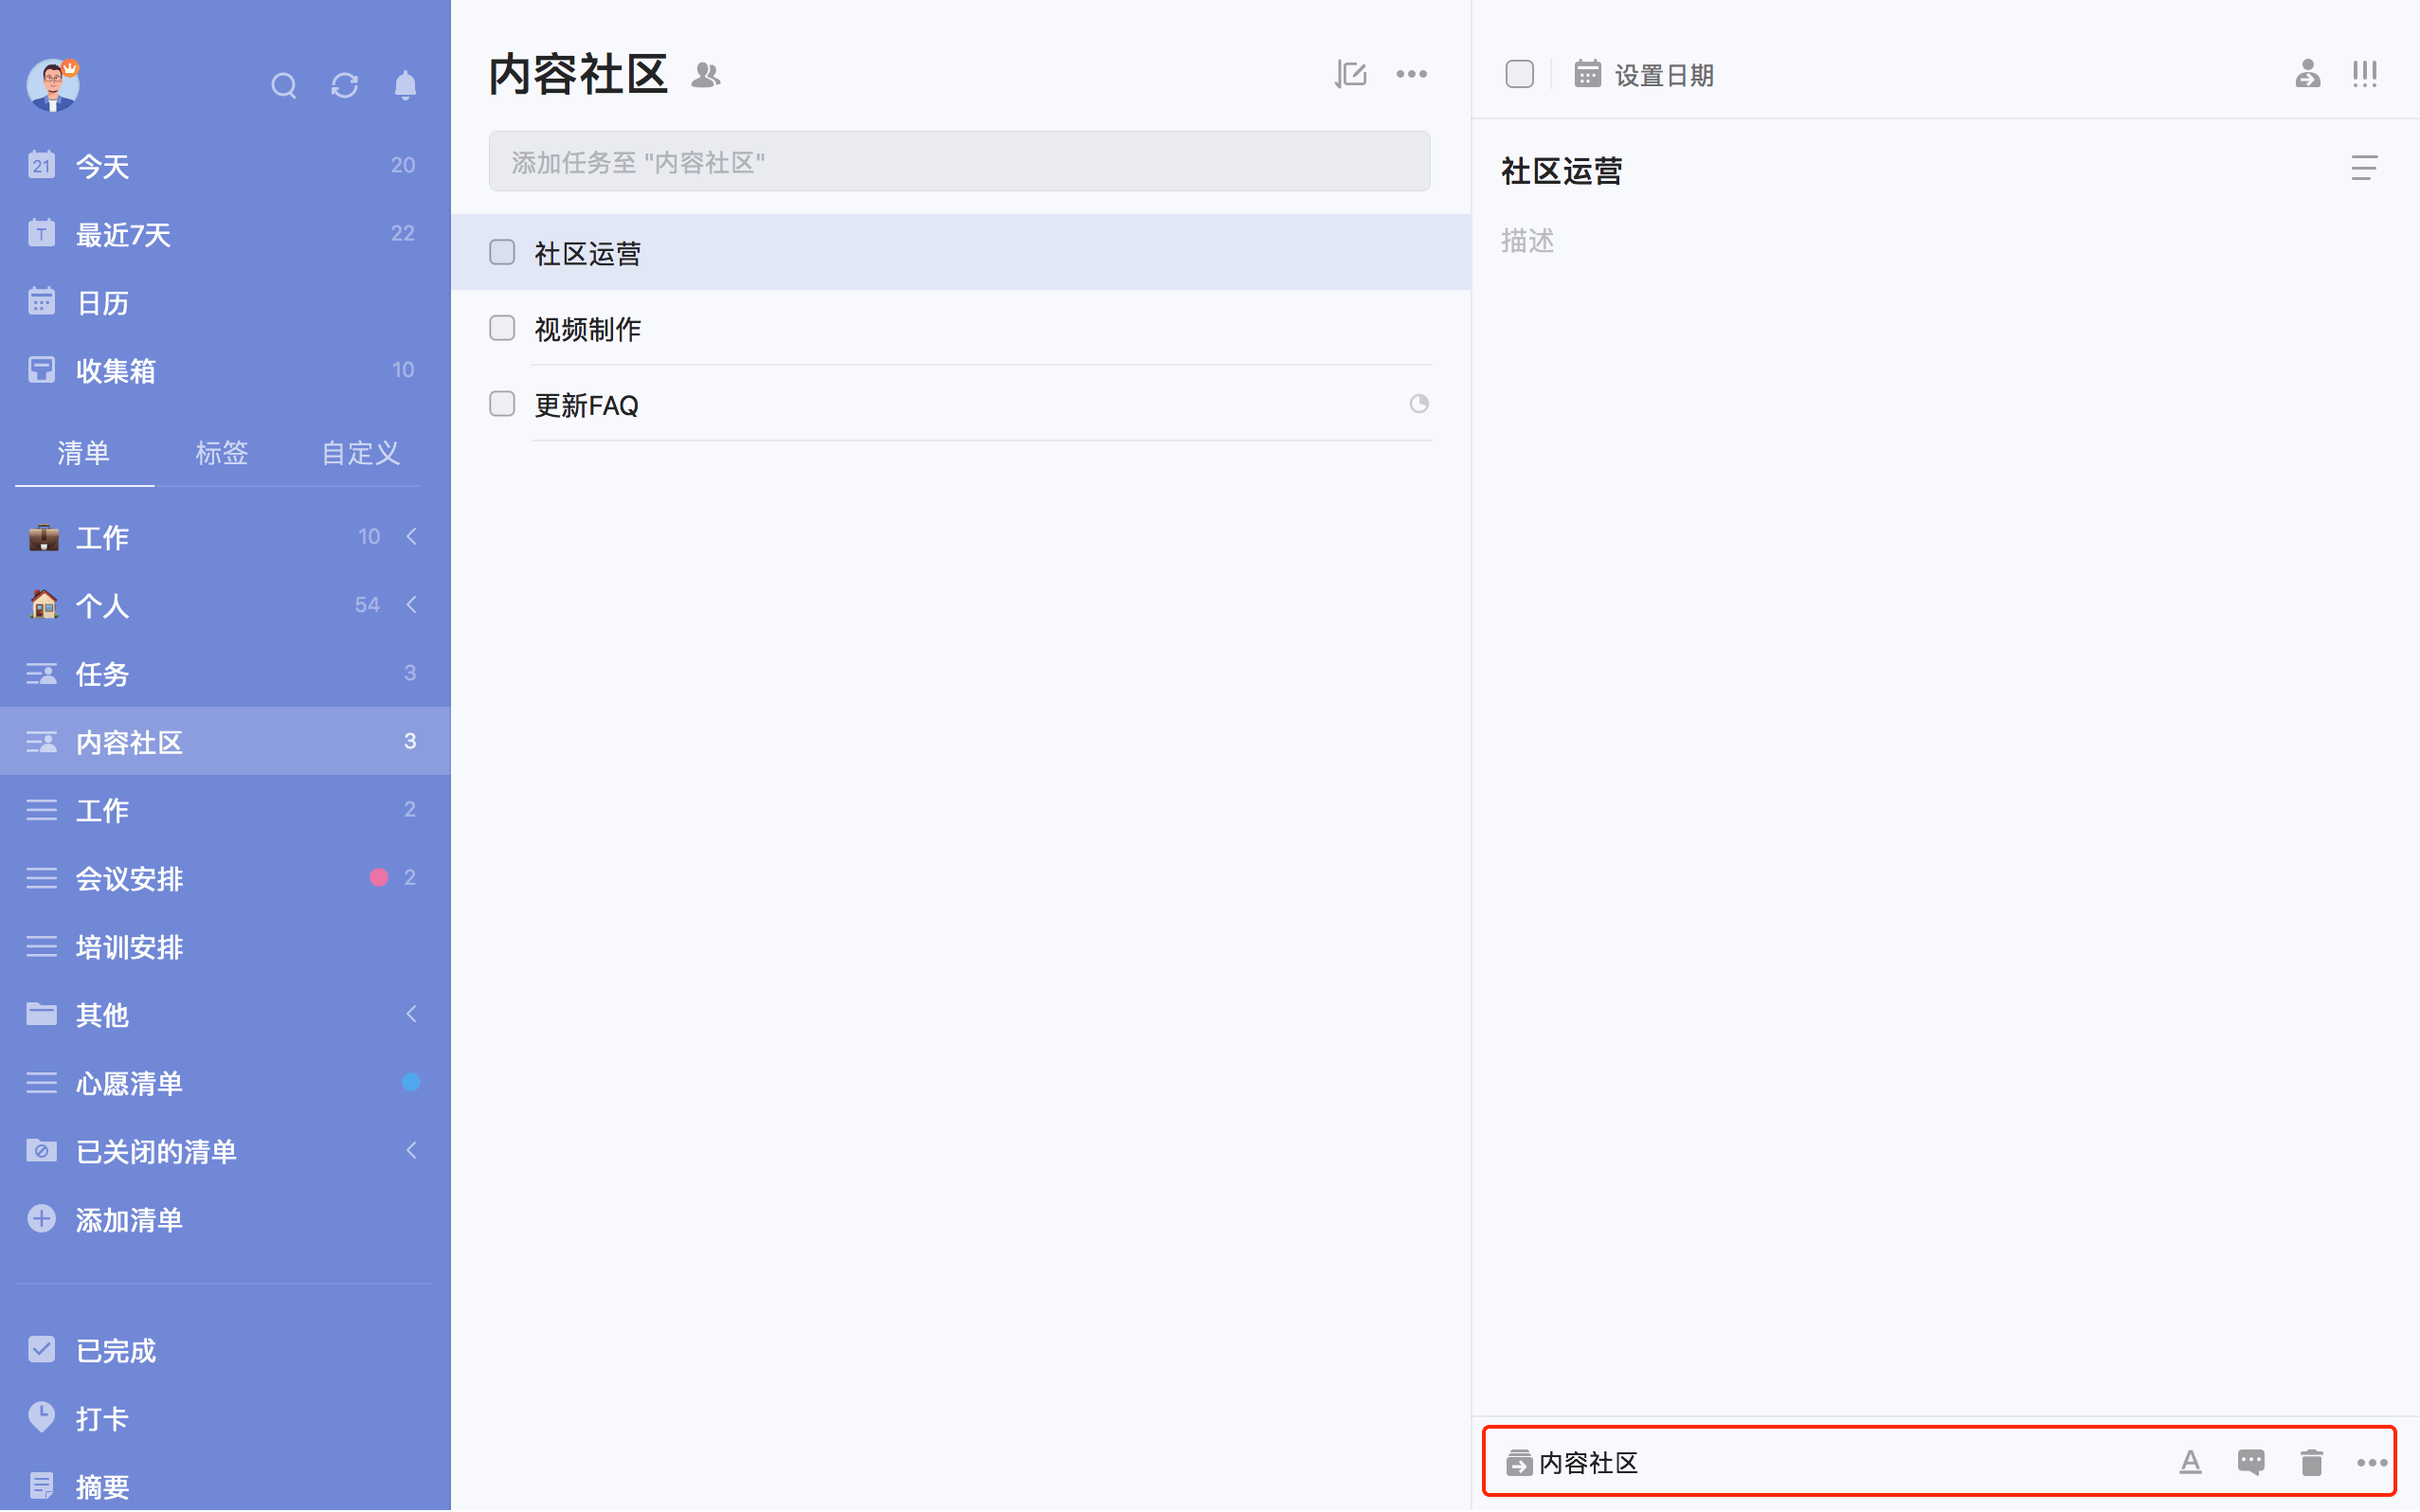 21
今天
20
T
最近7天
22
日历
收集箱
10
清单
标签
自定义
工作
10
个人
54
任务
3
内容社区
3
工作
2
会议安排
2
培训安排
其他
心愿清单
已关闭的清单
添加清单
已完成
打卡
摘要
内容社区
添加任务至 "内容社区"
社区运营
视频制作
更新FAQ
设置日期
社区运营
描述
内容社区
A